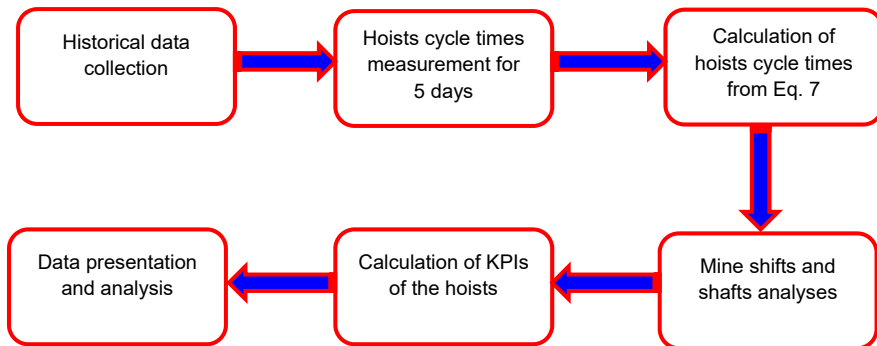 Historical data
collection
Hoists cycle times
measurement for
5 days
Calculation of
hoists cycle times
from Eq. 7
Mine shifts and
shafts analyses
Calculation of KPIs
of the hoists
Data presentation
and analysis